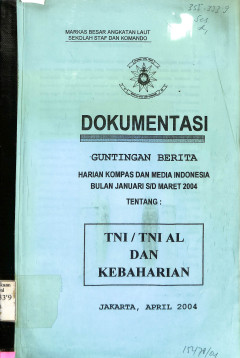 MARKAS BESAR ANGKATAN LAUT
SEKOLAH STAF DAN KOMANDO
DOKUMENTASI
GUNTINGAN BERITA
HARIAN KOMPAS DAN MEDIA INDONESIA
BULAN JANUARI S/D MARET 2004
TENTANG :
TNI / TNI AL
DAN
KEBAHARIAN
JAKARTA, APRIL 2004